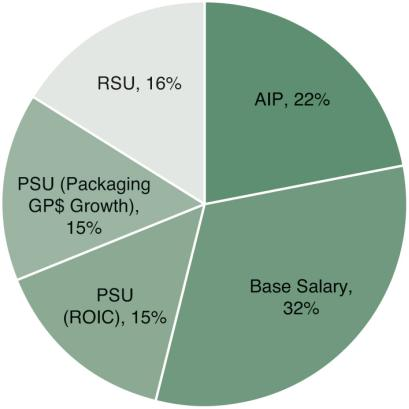 RSU, 16%
AIP, 22%
PSU (Packaging
GP$ Growth),
15%
Base Salary,
32%
PSU
(ROIC), 15%